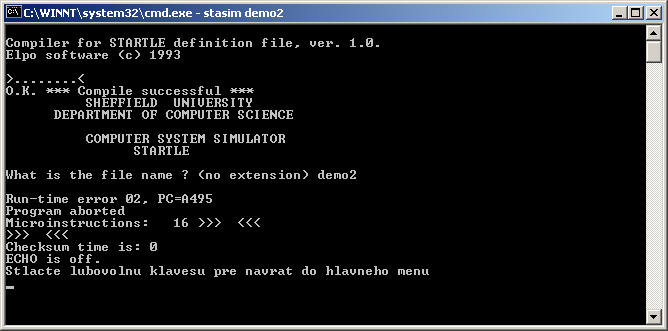 C:\WINNT\system32\cmd.exe - stasim demo2
Compiler for STARTLE definition file, ver. 1.0.
Elpo software (c) 1993
>........<
O.K. *** Compile successful ***
SHEFFIELD  UNIVERSITY
DEPARTMENT OF COMPUTER SCIENCE
COMPUTER SYSTEM SIMULATOR
STARTLE
What is the file name ? (no extension) demo2
Run-time error 02, PC=A495
Program aborted
Microinstructions:   16 >>>  <<<
>>>  <<<
Checksum time is: 0
ECHO is off.
Stlacte lubovolnu klavesu pre navrat do hlavneho menu
_